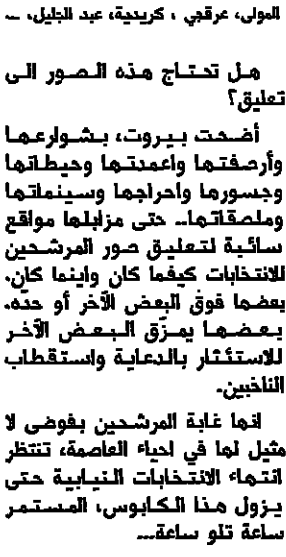 المولى، عرقجي، كريدية، عبد الجليل، ...
هل تحتاج هذه الصور الى
تعليق؟
أضحت بيروت، بشوارعها
وأرصفتها واعمدتها وحيطانها
وجسورها واحراجها وسينماتها
وملصقاتها.. حتى مزابلها مواقع
سائبة لتعليق صور المرشحين
للانتخابات كيفما كان واينما كان.
بعضها فوق البعض الآخر أو حدّه.
بعضها يمزّق البعض الآخر
للاستئثار بالدعاية واستقطاب
الناخبين.
انها غابة المرشحين بفوضى لا
مثيل لها في احياء العاصمة، تنتظر
انتهاء الانتخابات النيابية حتى
يزول هذا الكابوس، المستمر
ساعة تلو ساعة...